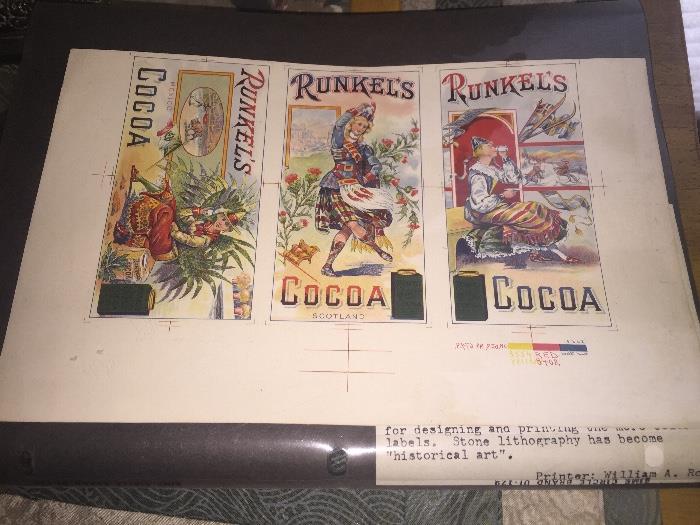 RUNKEL'S
COCOA
RUNKEL'S
COCOA
SCOTLAND
RUNKEL'S
COCOA
RED
for designing and printing the more
labels. Stone lithography has become
"historical art".
Printer: William A.